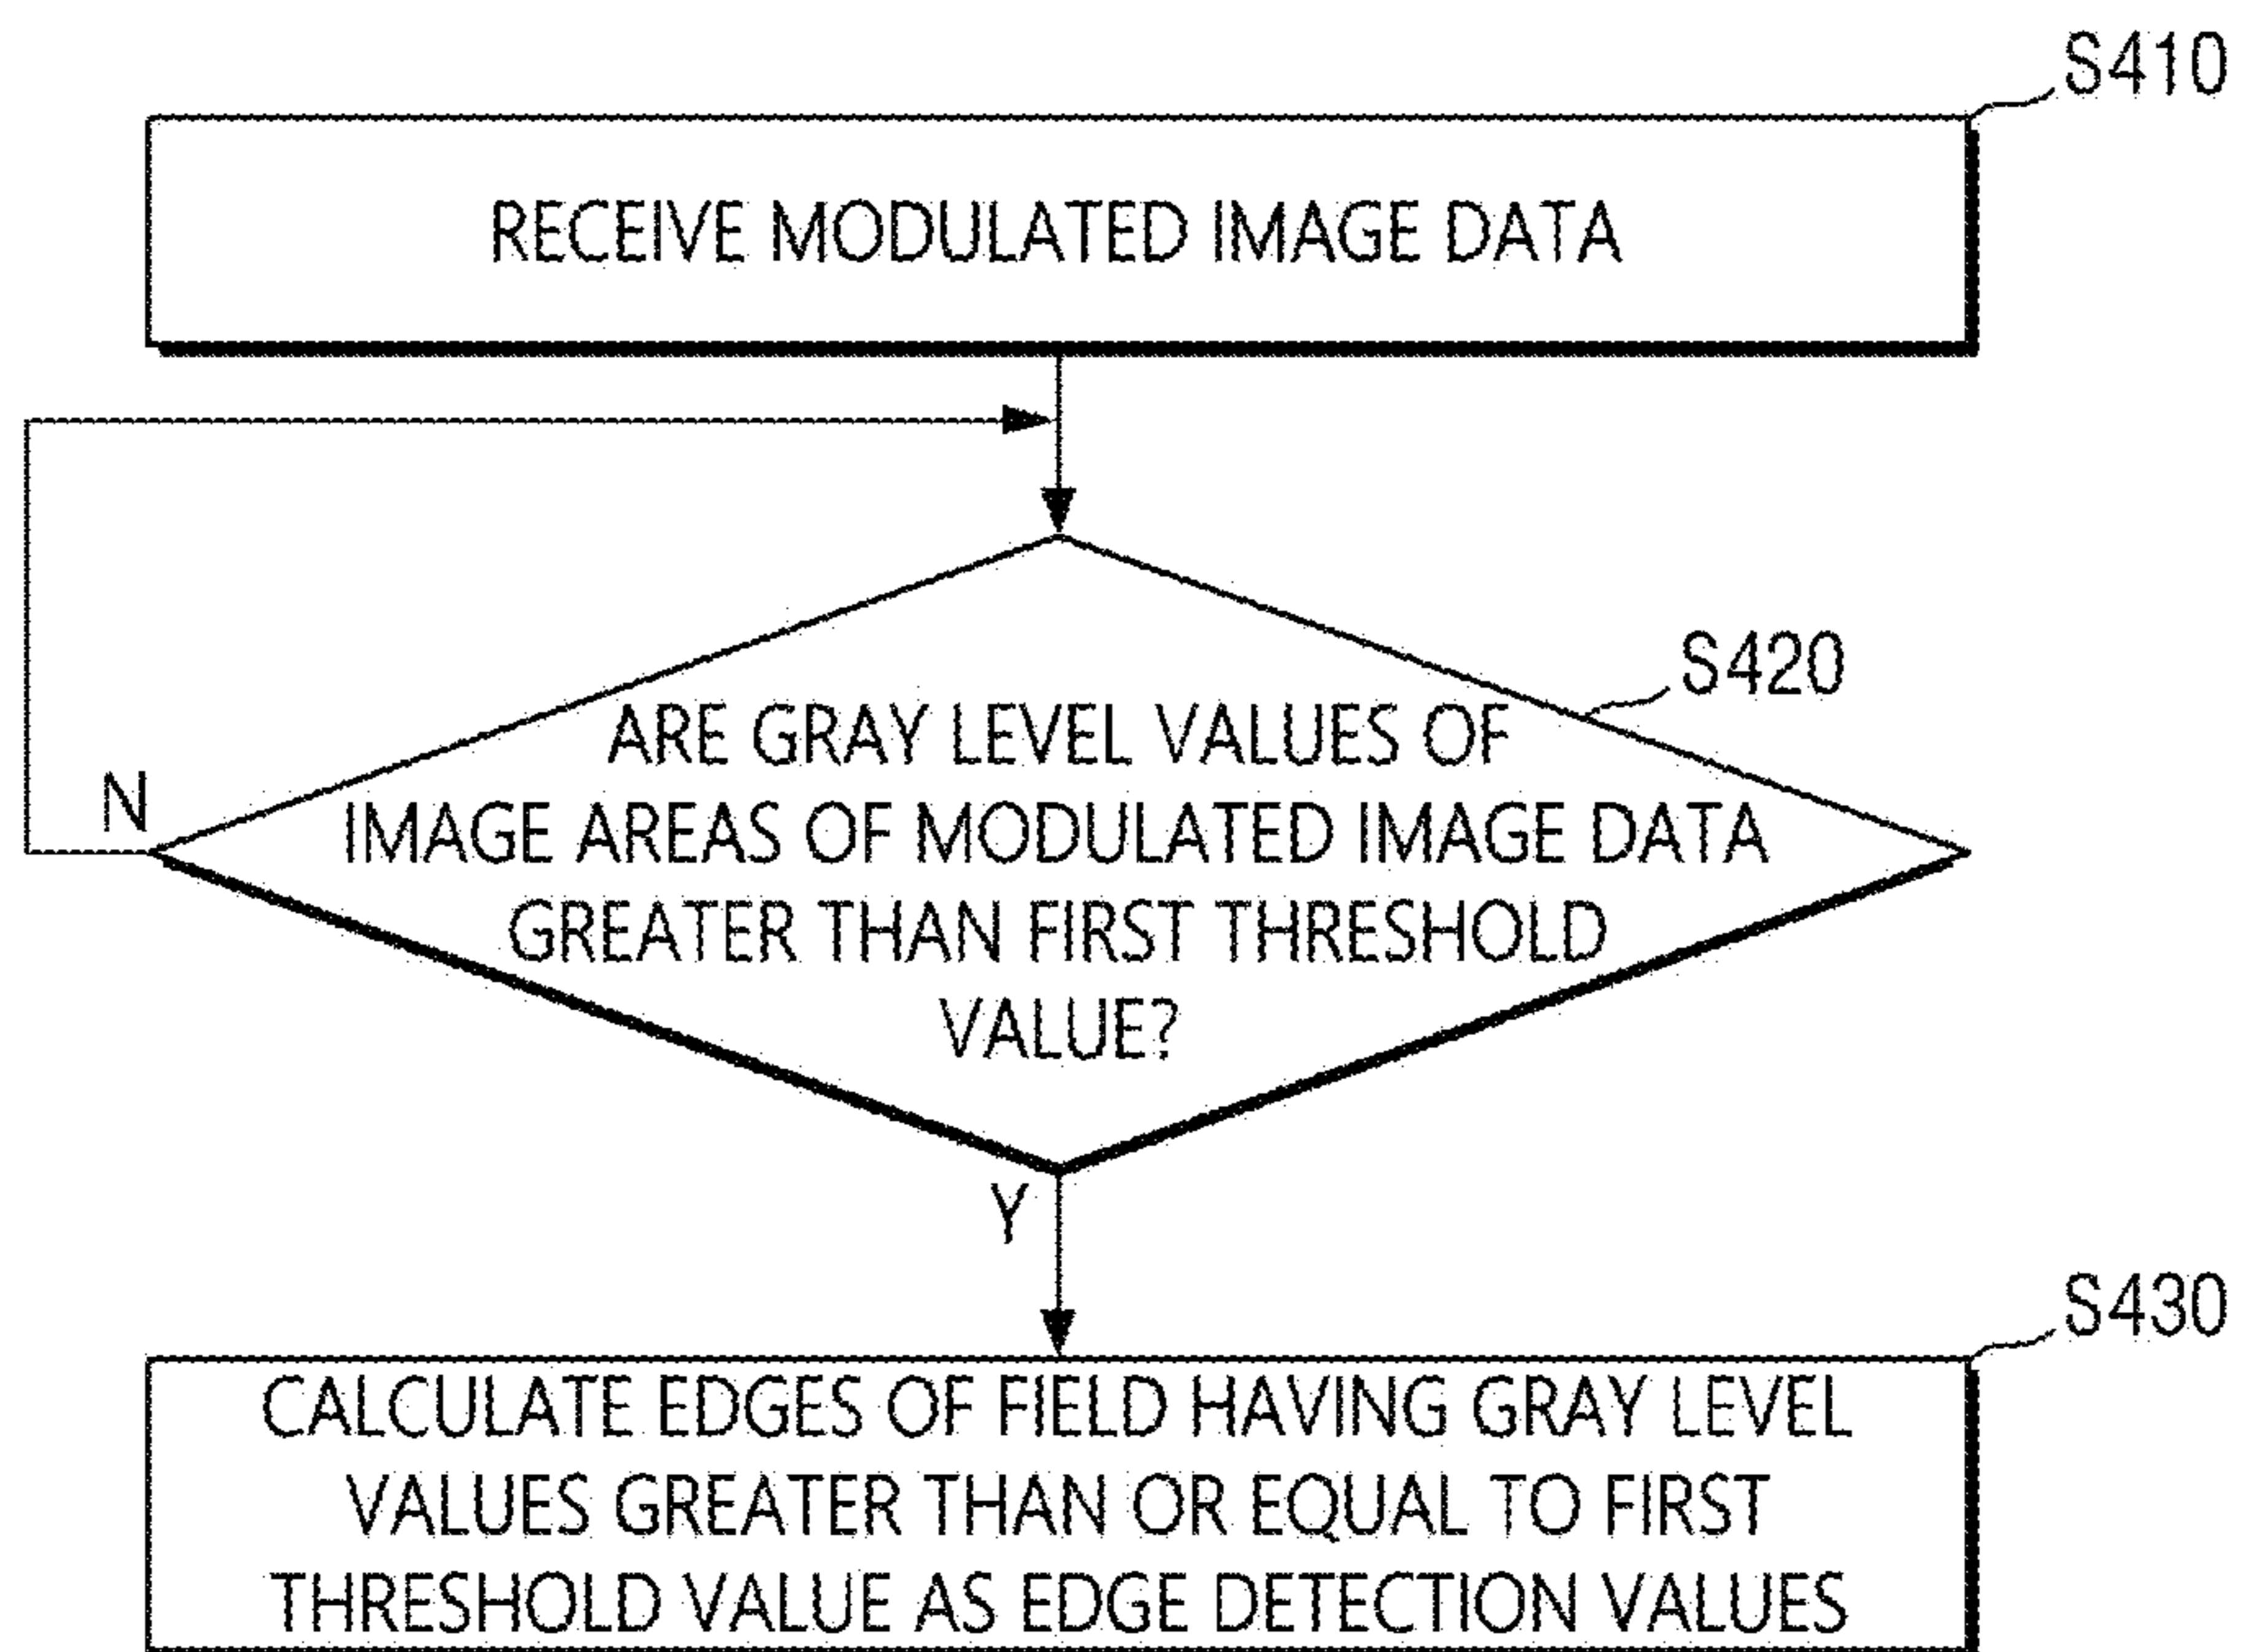 S410
RECEIVE MODULATED IMAGE DATA
S420
ARE GRAY LEVEL VALUES OF
IMAGE AREAS OF MODULATED IMAGE DATA
GREATER THAN FIRST THRESHOLD
VALUE?
N
Y
S430
CALCULATE EDGES OF FIELD HAVING GRAY LEVEL
VALUES GREATER THAN OR EQUAL TO FIRST
THRESHOLD VALUE AS EDGE DETECTION VALUES